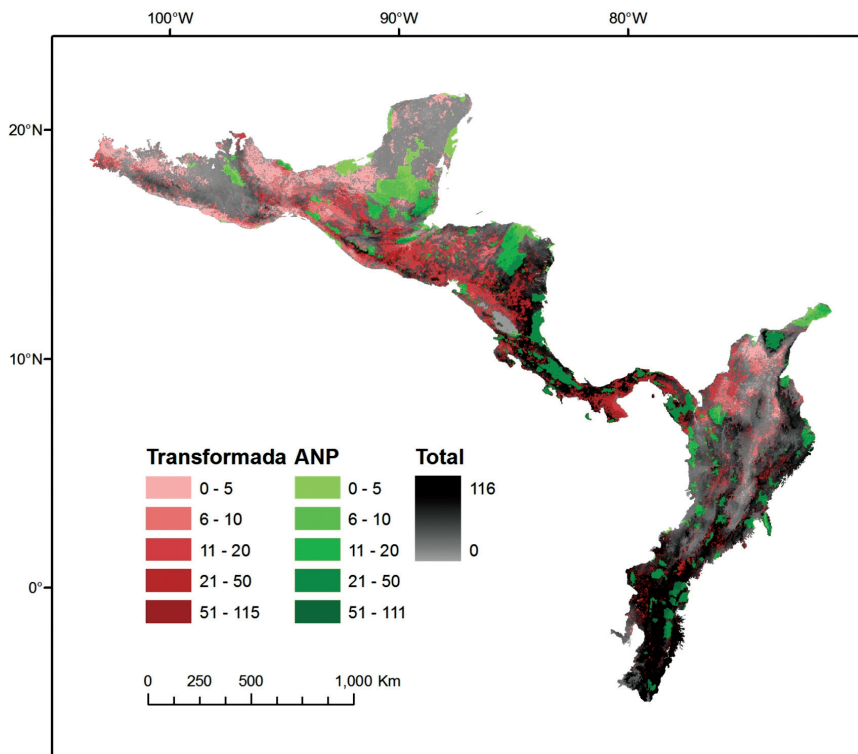 100°W 90°W 80°W
20°N
10°N
0°
Transformada ANP Total
0 - 5 0 - 5 116
6 - 10 6 - 10
11 - 20 11 - 20
21 - 50 21 - 50 0
51 - 115 51 - 111
0 250 500 1,000 Km